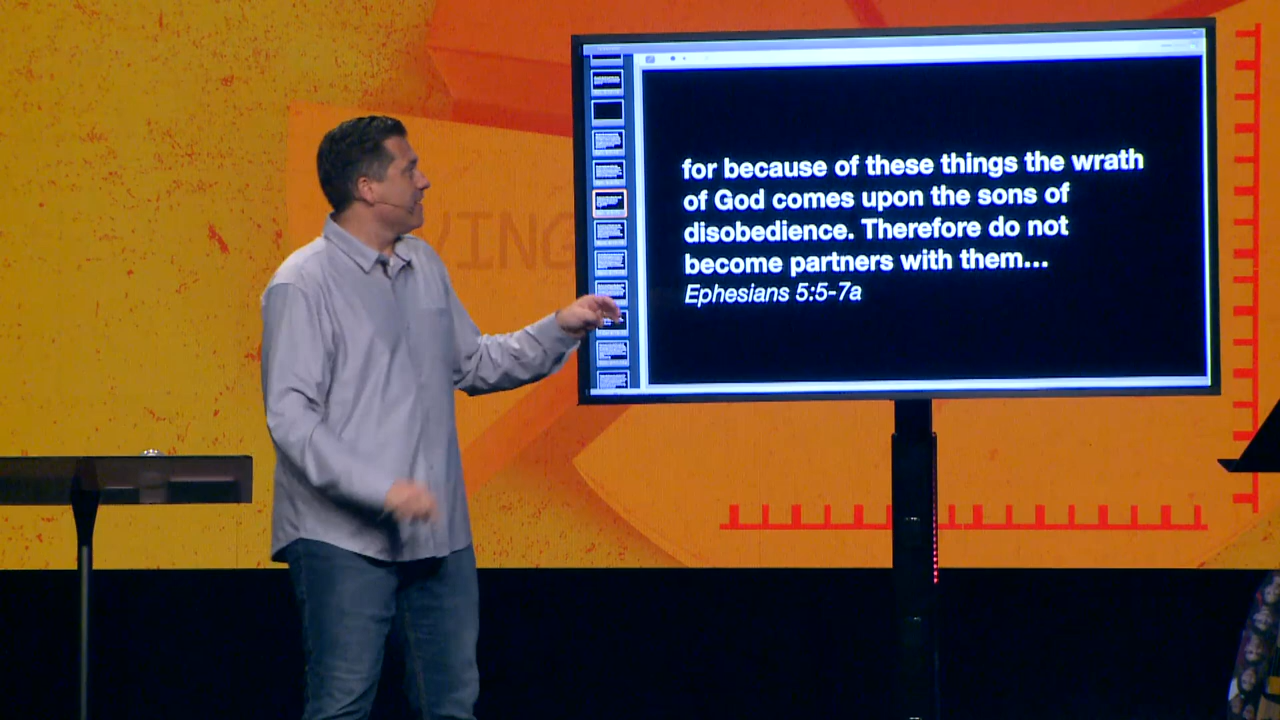 YING
for because of these things the wrath
of God comes upon the sons of
disobedience. Therefore do not
become partners with them...
Ephesians 5:5-7a